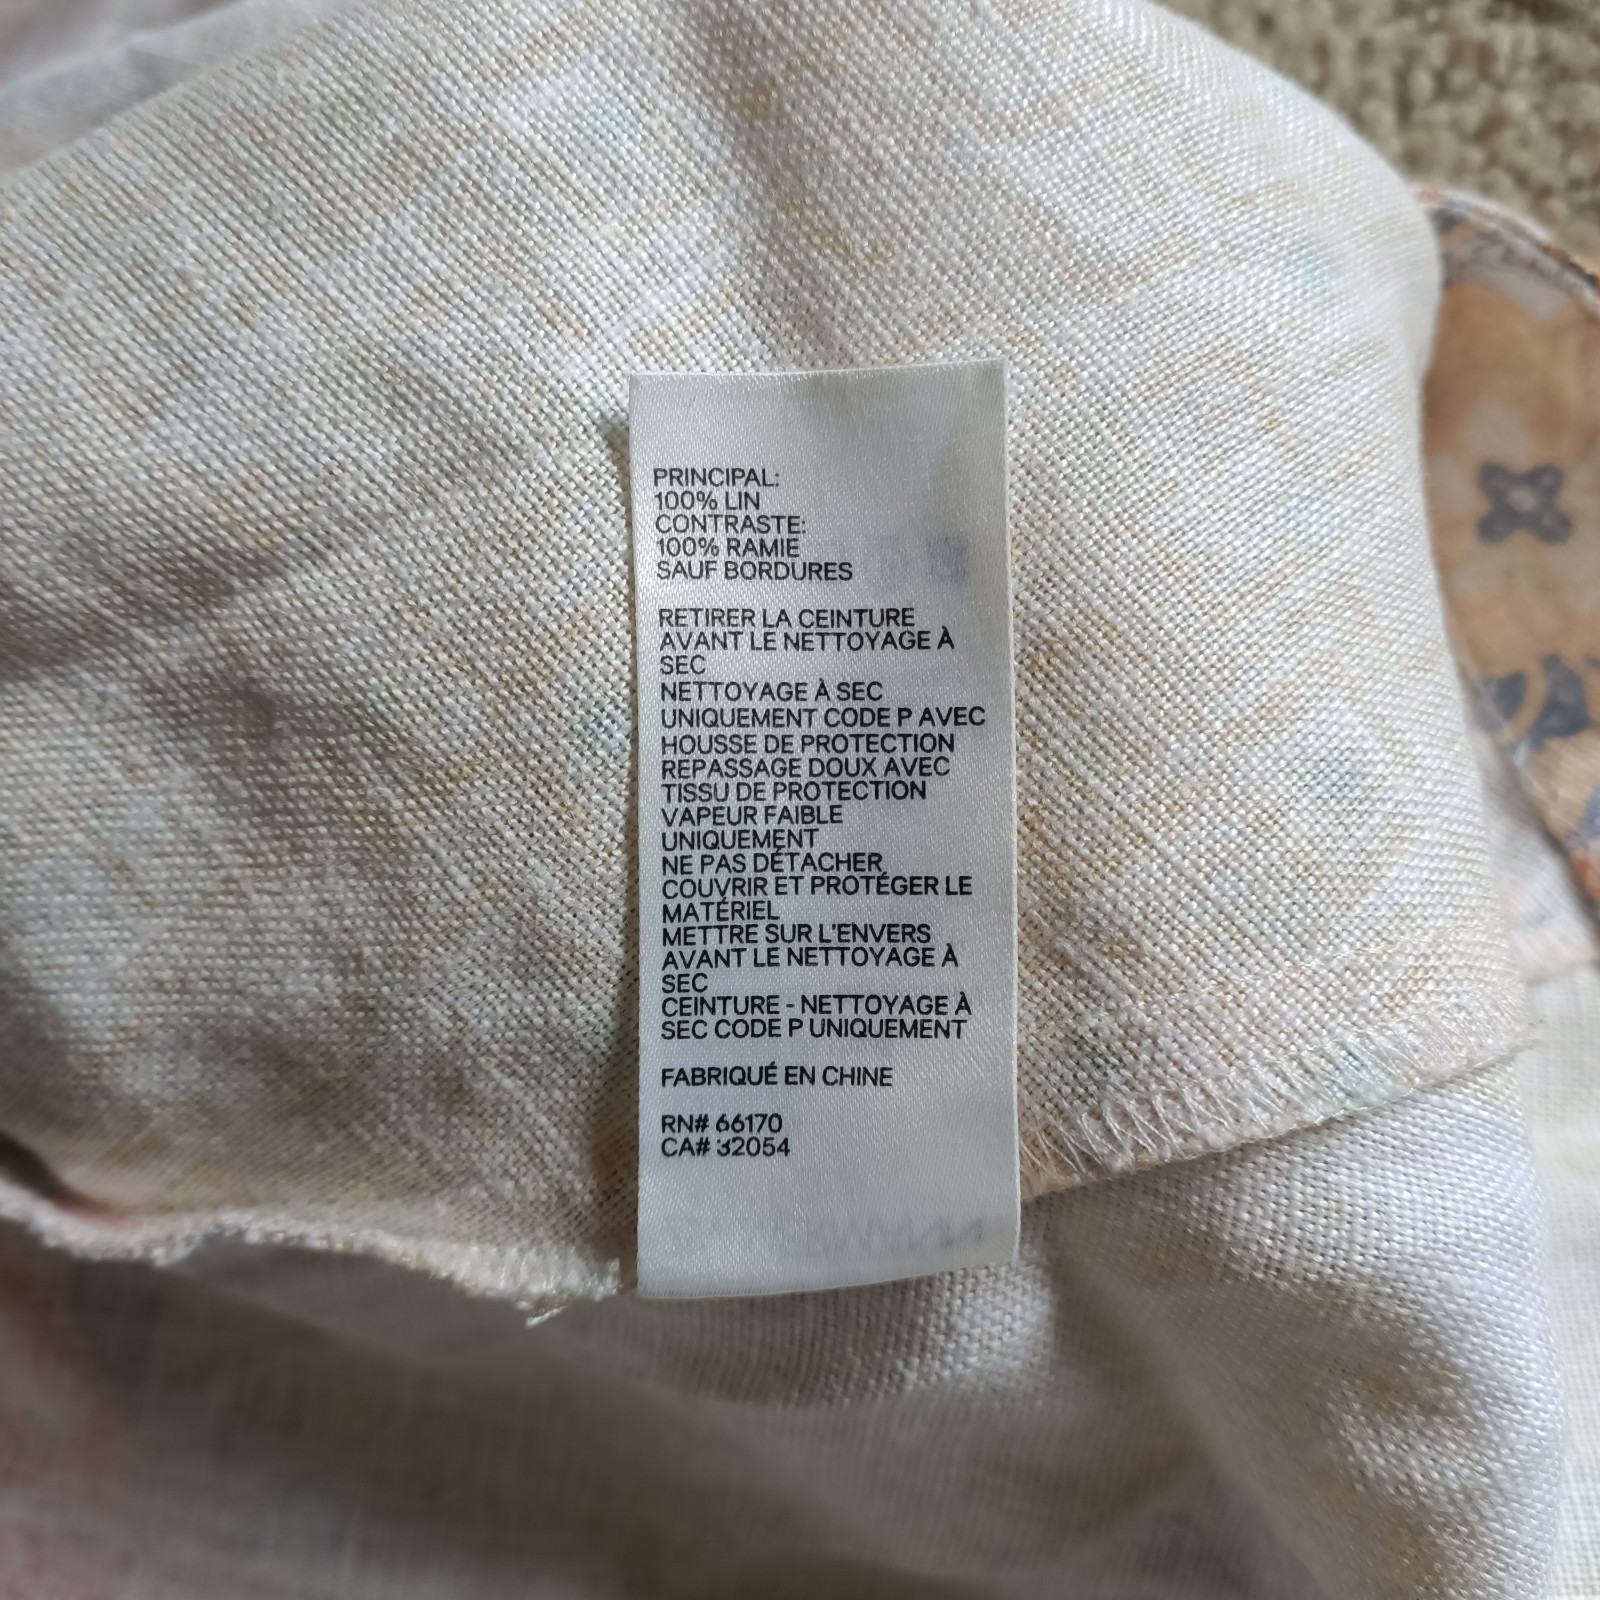 PRINCIPAL:
100% LIN
CONTRASTE:
100% RAMIE
SAUF BORDURES
RETIRER LA CEINTURE
AVANT LE NETTOYAGE À
SEC
NETTOYAGE À SEC
UNIQUEMENT CODE P AVEC
HOUSSE DE PROTECTION
REPASSAGE DOUX AVEC
TISSU DE PROTECTION
VAPEUR FAIBLE
UNIQUEMENT
NE PAS DÉTACHER
COUVRIR ET PROTÉGER LE
MATÉRIEL
METTRE SUR L'ENVERS
AVANT LE NETTOYAGE À
SEC
CEINTURE - NETTOYAGE À
SEC CODE P UNIQUEMENT
FABRIQUÉ EN CHINE
RN# 66170
CA# 32054